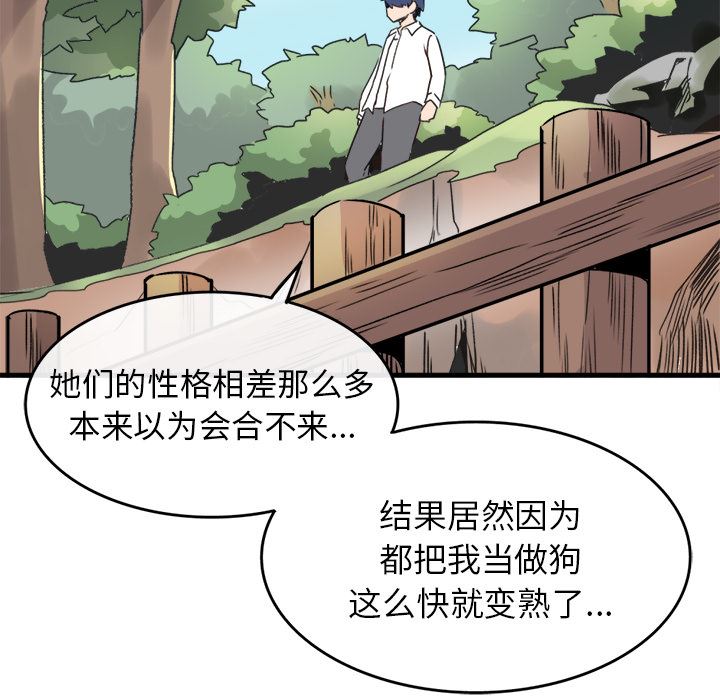 她们的性格相差那么多
本来以为会合不来...
结果居然因为
都把我当做狗
这么快就变熟了...